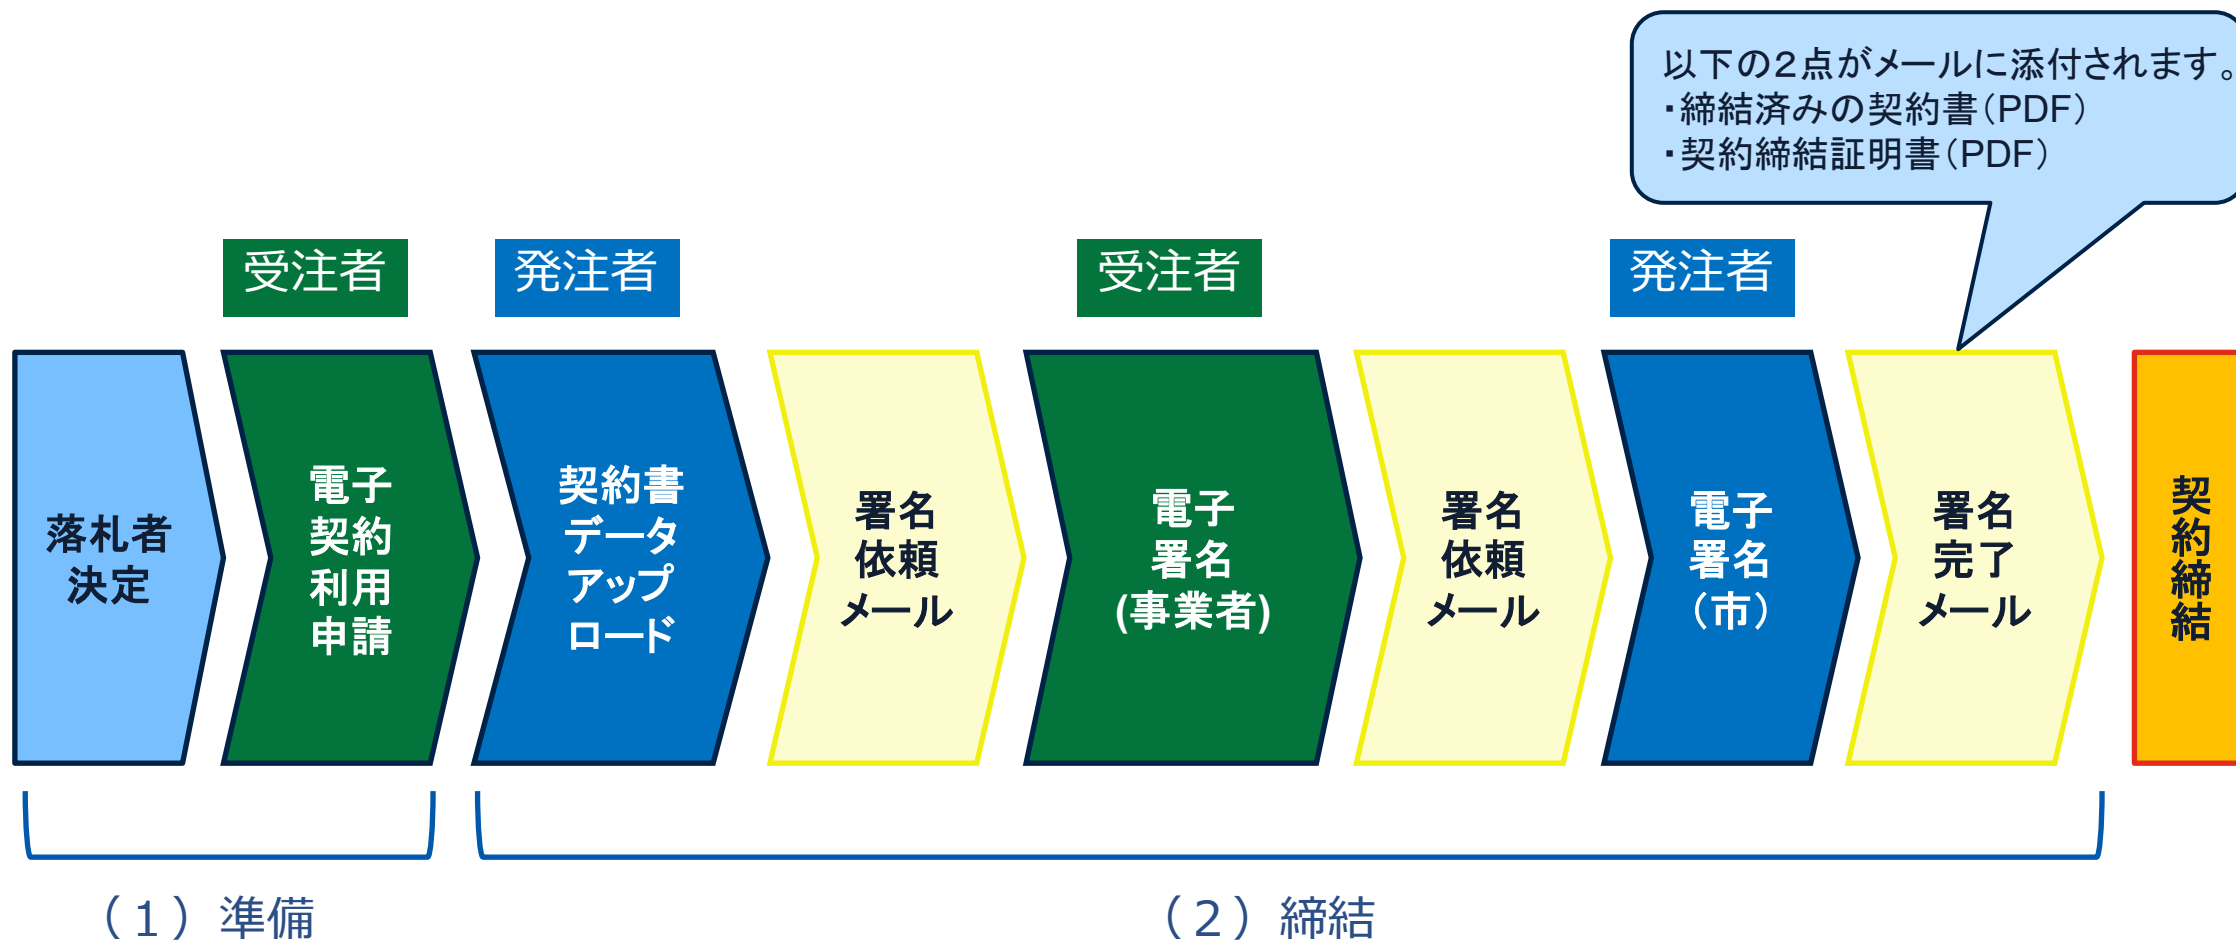 以下の２点がメールに添付されます。
・締結済みの契約書（PDF）
・契約締結証明書（PDF）
受注者
発注者
受注者
発注者
落札者
決定
電子
契約
利用
申請
契約書
データ
アップ
ロード
署名
依頼
メール
電子
署名
(事業者)
署名
依頼
メール
電子
署名
（市）
署名
完了
メール
契約締結
（１）準備
（２）締結